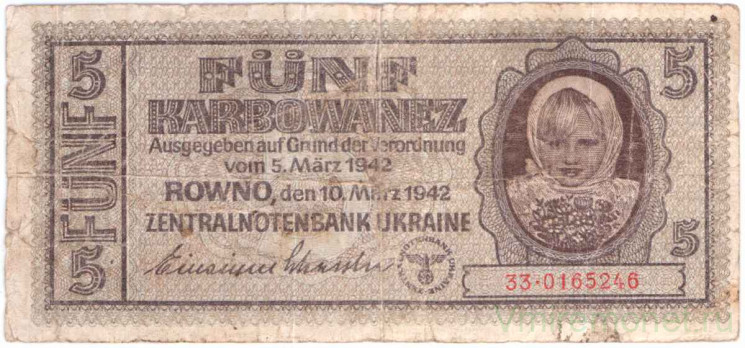 5 FÜNF 5
FÜNF
KARBOWANEZ
Ausgegeben auf Grund der Verordnung
vom 5. März 1942
ROWNO, den 10. März 1942
ZENTRALNOTENBANK UKRAINE
5
5
33·0165246